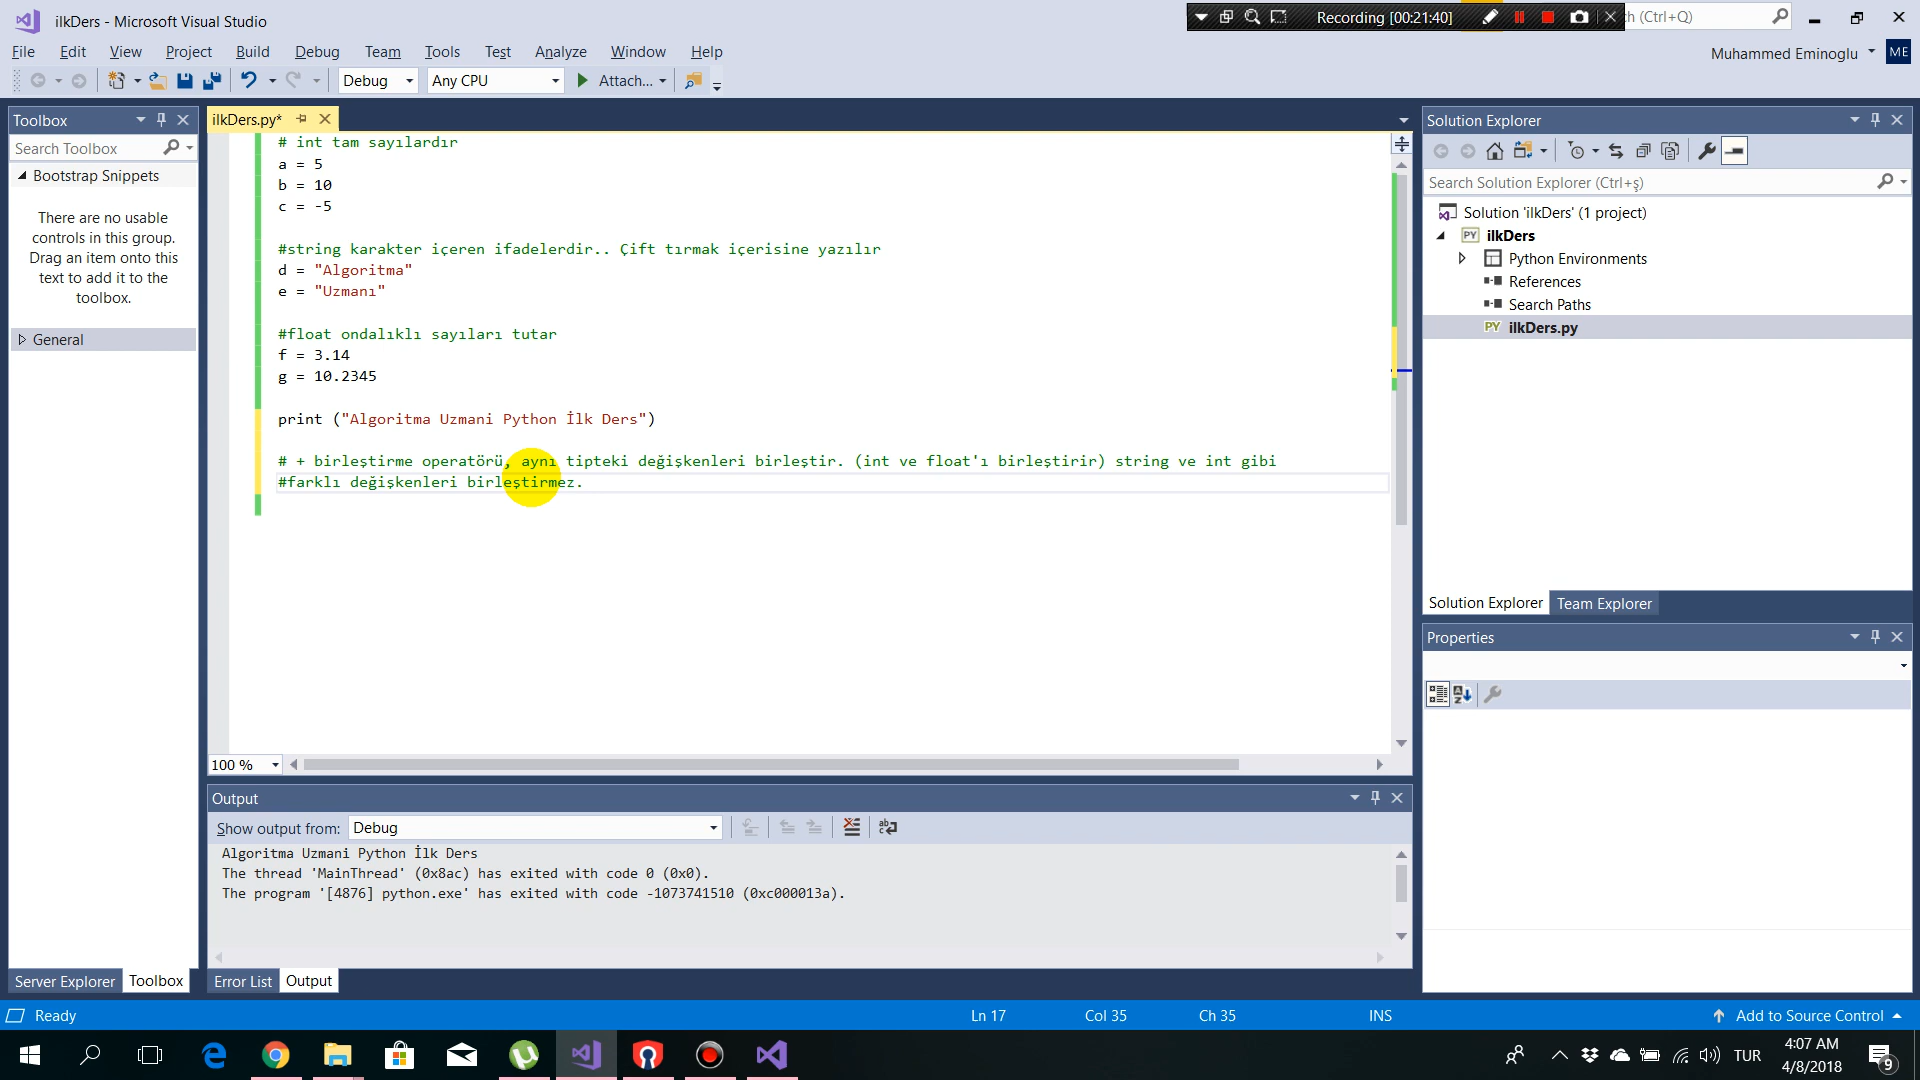 ilkDers - Microsoft Visual Studio
Recording [00:21:40]
ch (Ctrl+Q)
File Edit View Project Build Debug Team Tools Test Analyze Window Help
Muhammed Eminoglu ME
Debug Any CPU Attach...
Toolbox
Search Toolbox
Bootstrap Snippets
There are no usable
controls in this group.
Drag an item onto this
text to add it to the
toolbox.
General
Server Explorer Toolbox
ilkDers.py*
# int tam sayılardır
a = 5
b = 10
c = -5
#string karakter içeren ifadelerdir.. Çift tırmak içerisine yazılır
d = "Algoritma"
e = "Uzmanı"
#float ondalıklı sayıları tutar
f = 3.14
g = 10.2345
print ("Algoritma Uzmani Python İlk Ders")
# + birleştirme operatörü, aynı tipteki değişkenleri birleştir. (int ve float'ı birleştirir) string ve int gibi
#farklı değişkenleri birleştirmez.
100 %
Output
Show output from: Debug
Algoritma Uzmani Python İlk Ders
The thread 'MainThread' (0x8ac) has exited with code 0 (0x0).
The program '[4876] python.exe' has exited with code -1073741510 (0xc000013a).
Error List Output
Solution Explorer
Search Solution Explorer (Ctrl+ş)
Solution 'ilkDers' (1 project)
PY ilkDers
Python Environments
References
Search Paths
PY ilkDers.py
Solution Explorer Team Explorer
Properties
Ready
Ln 17 Col 35 Ch 35 INS
Add to Source Control
TUR
4:07 AM
4/8/2018
9